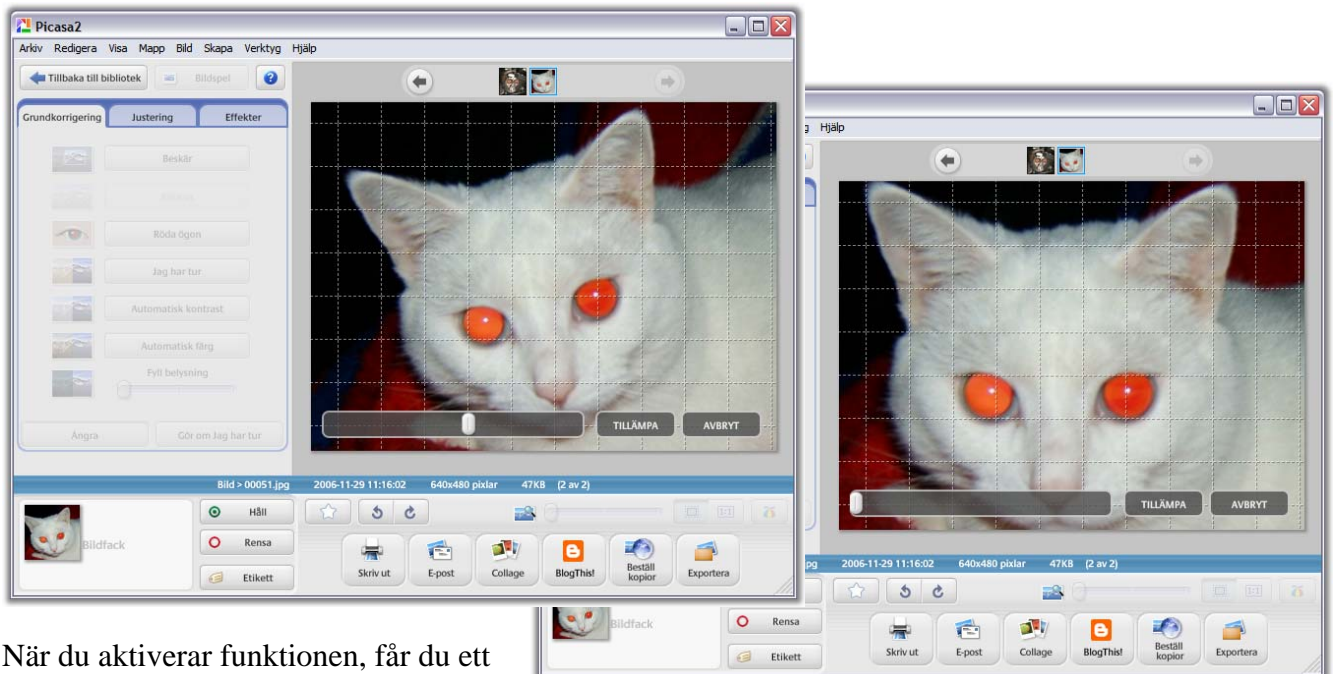 Picasa2
Arkiv Redigera Visa Mapp Bild Skapa Verktyg Hjälp
Tillbaka till bibliotek Bildspel
Grundkorrigering Justering Effekter
Beskär
Röda ögon
Jag har tur
Automatisk kontrast
Automatisk färg
Fyll belysning
Ångra Gör om Jag har tur
TILLÄMPA AVBRYT
Bild > 00051.jpg 2006-11-29 11:16:02 640x480 pixlar 47KB (2 av 2)
Bildfack
Håll
Rensa
Etikett
Skriv ut E-post Collage BlogThis! Beställ kopior Exportera
g Hjälp
TILLÄMPA AVBRYT
pg 2006-11-29 11:16:02 640x480 pixlar 47KB (2 av 2)
Bildfack
Rensa
Etikett
Skriv ut E-post Collage BlogThis! Beställ kopior Exportera
När du aktiverar funktionen, får du ett